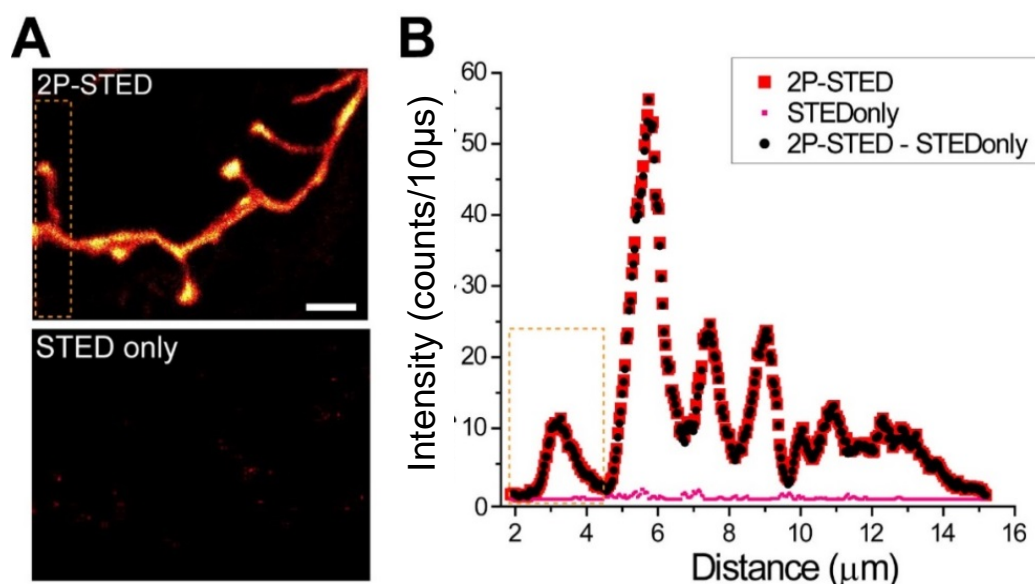 A
2P-STED
STED only
B
Intensity (counts/10µs)
60
50
40
30
20
10
0
2P-STED
STEDonly
2P-STED - STEDonly
2 4 6 8 10 12 14 16
Distance (µm)